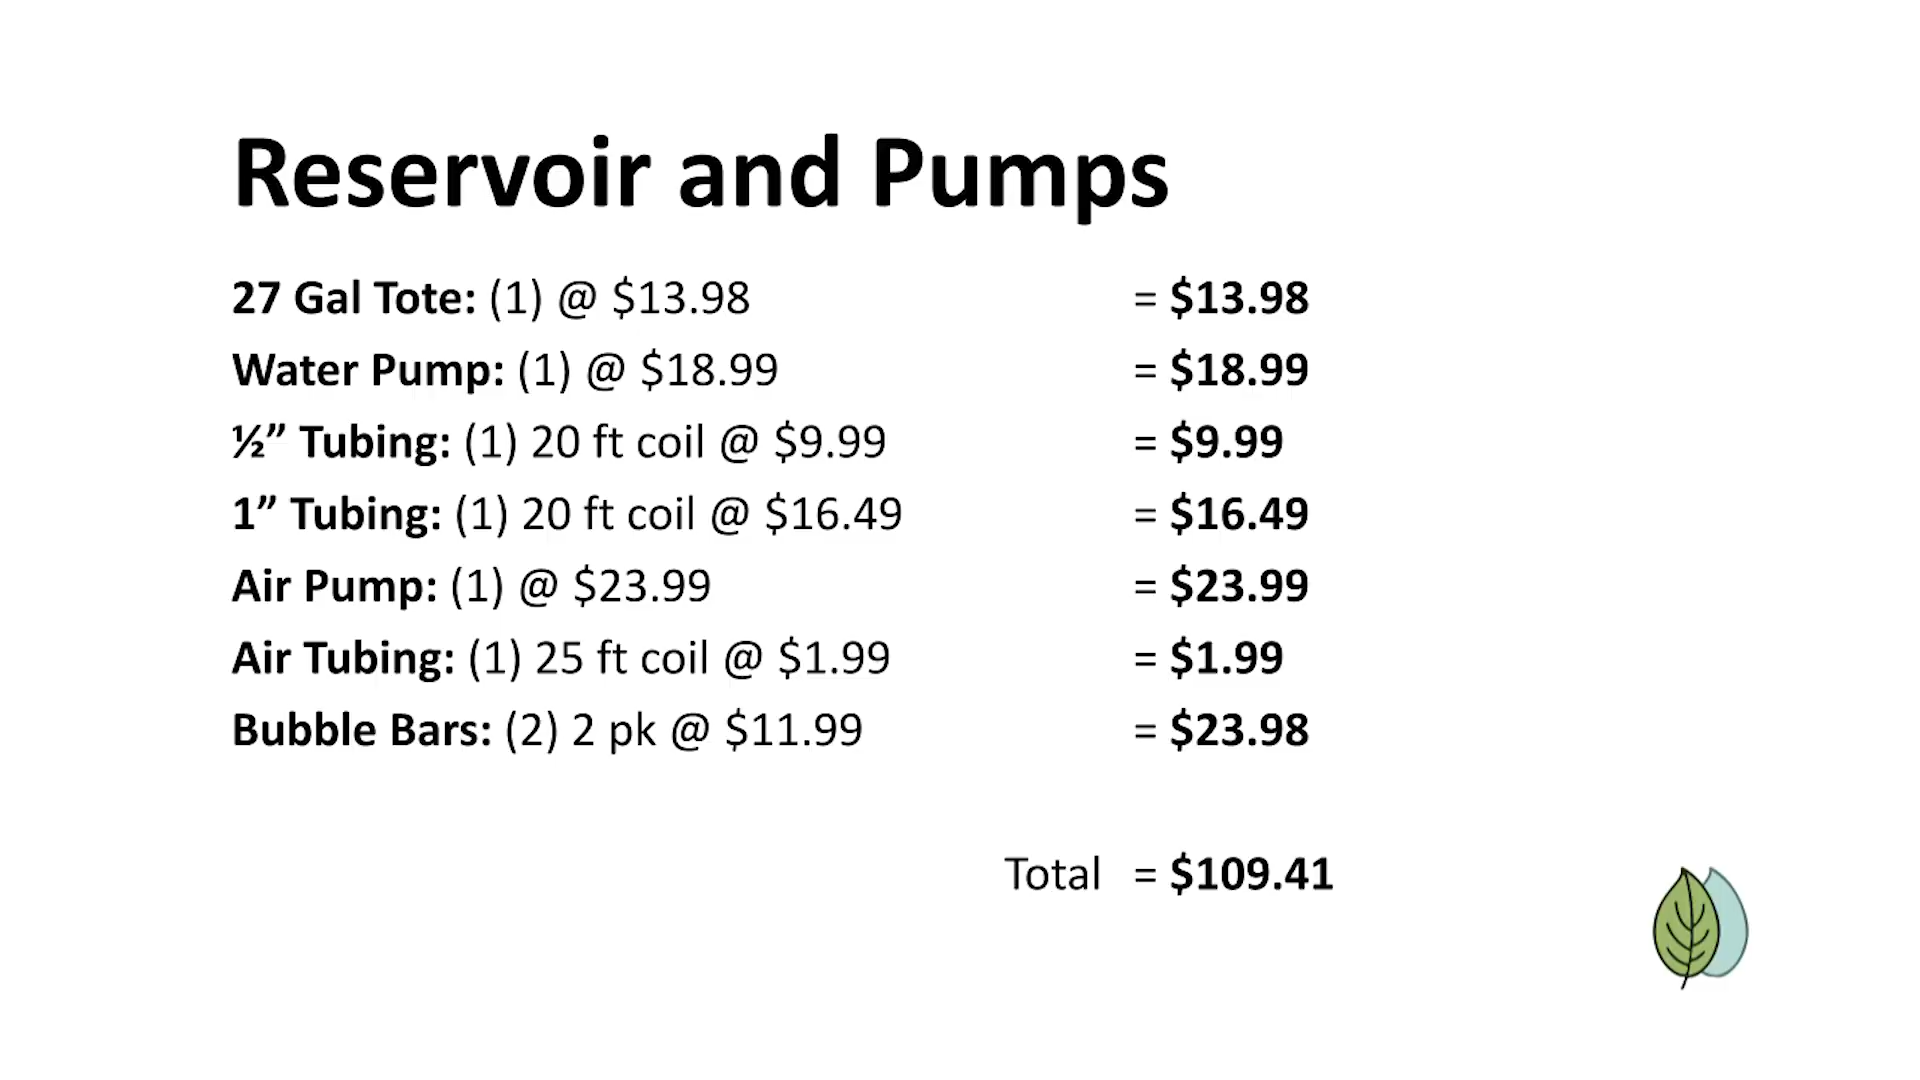 Reservoir and Pumps
27 Gal Tote: (1) @ $13.98 = $13.98
Water Pump: (1) @ $18.99 = $18.99
½” Tubing: (1) 20 ft coil @ $9.99 = $9.99
1” Tubing: (1) 20 ft coil @ $16.49 = $16.49
Air Pump: (1) @ $23.99 = $23.99
Air Tubing: (1) 25 ft coil @ $1.99 = $1.99
Bubble Bars: (2) 2 pk @ $11.99 = $23.98
Total = $109.41